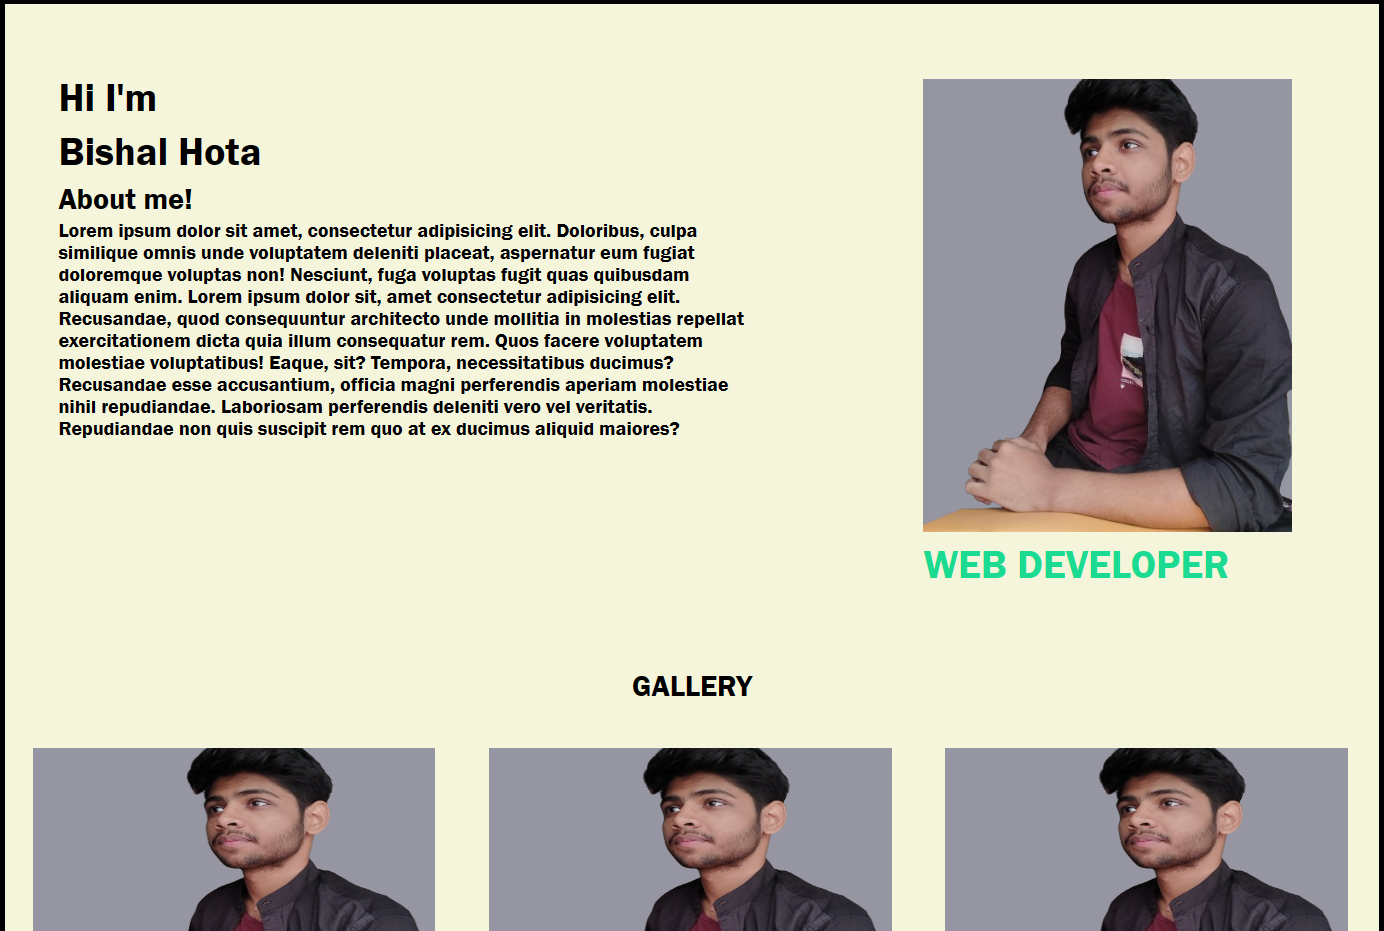 Hi I'm
Bishal Hota
About me!
Lorem ipsum dolor sit amet, consectetur adipisicing elit. Doloribus, culpa
similique omnis unde voluptatem deleniti placeat, aspernatur eum fugiat
doloremque voluptas non! Nesciunt, fuga voluptas fugit quas quibusdam
aliquam enim. Lorem ipsum dolor sit, amet consectetur adipisicing elit.
Recusandae, quod consequuntur architecto unde mollitia in molestias repellat
exercitationem dicta quia illum consequatur rem. Quos facere voluptatem
molestiae voluptatibus! Eaque, sit? Tempora, necessitatibus ducimus?
Recusandae esse accusantium, officia magni perferendis aperiam molestiae
nihil repudiandae. Laboriosam perferendis deleniti vero vel veritatis.
Repudiandae non quis suscipit rem quo at ex ducimus aliquid maiores?
WEB DEVELOPER
GALLERY